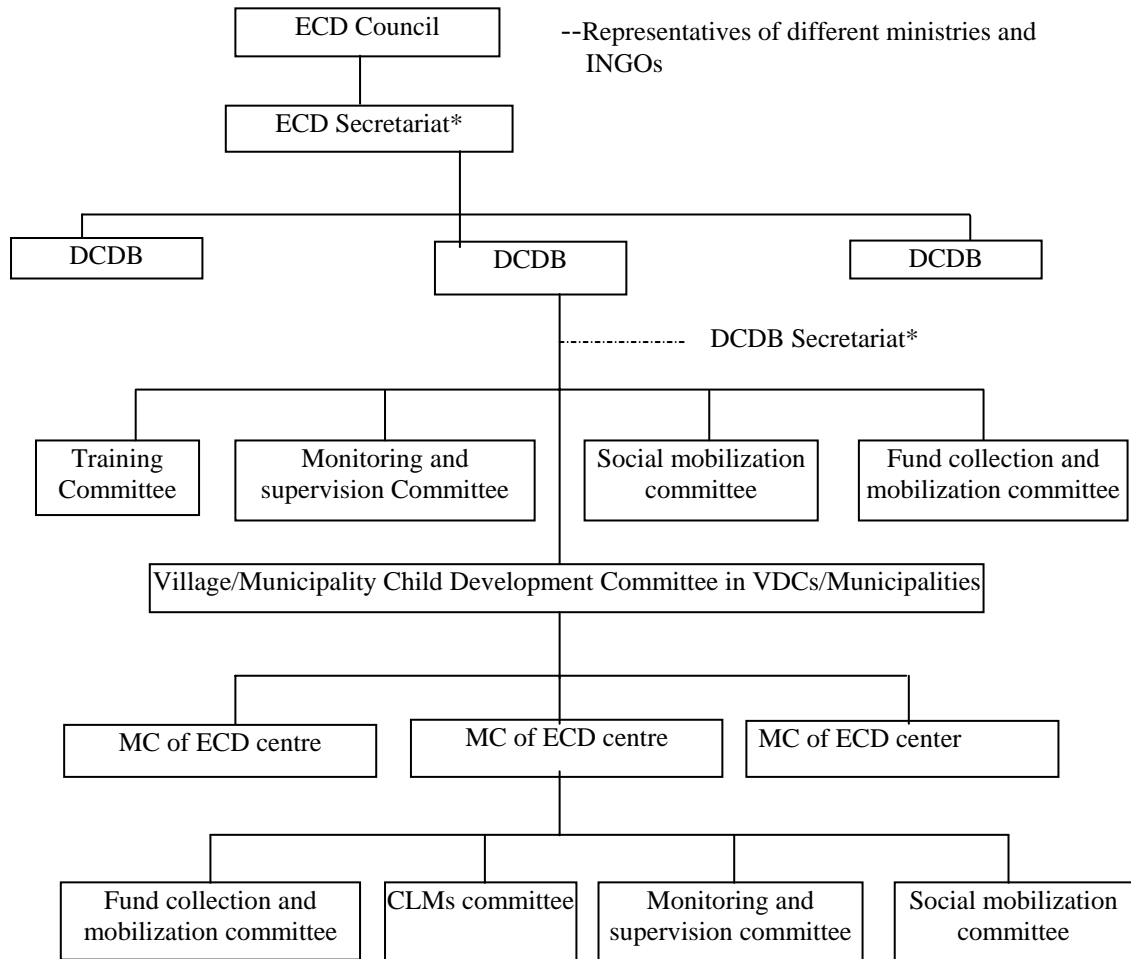 ECD Council
--Representatives of different ministries and
INGOs
ECD Secretariat*
DCDB
DCDB
DCDB
DCDB Secretariat*
Training
Committee
Monitoring and
supervision Committee
Social mobilization
committee
Fund collection and
mobilization committee
Village/Municipality Child Development Committee in VDCs/Municipalities
MC of ECD centre
MC of ECD centre
MC of ECD center
Fund collection and
mobilization committee
CLMs committee
Monitoring and
supervision committee
Social mobilization
committee